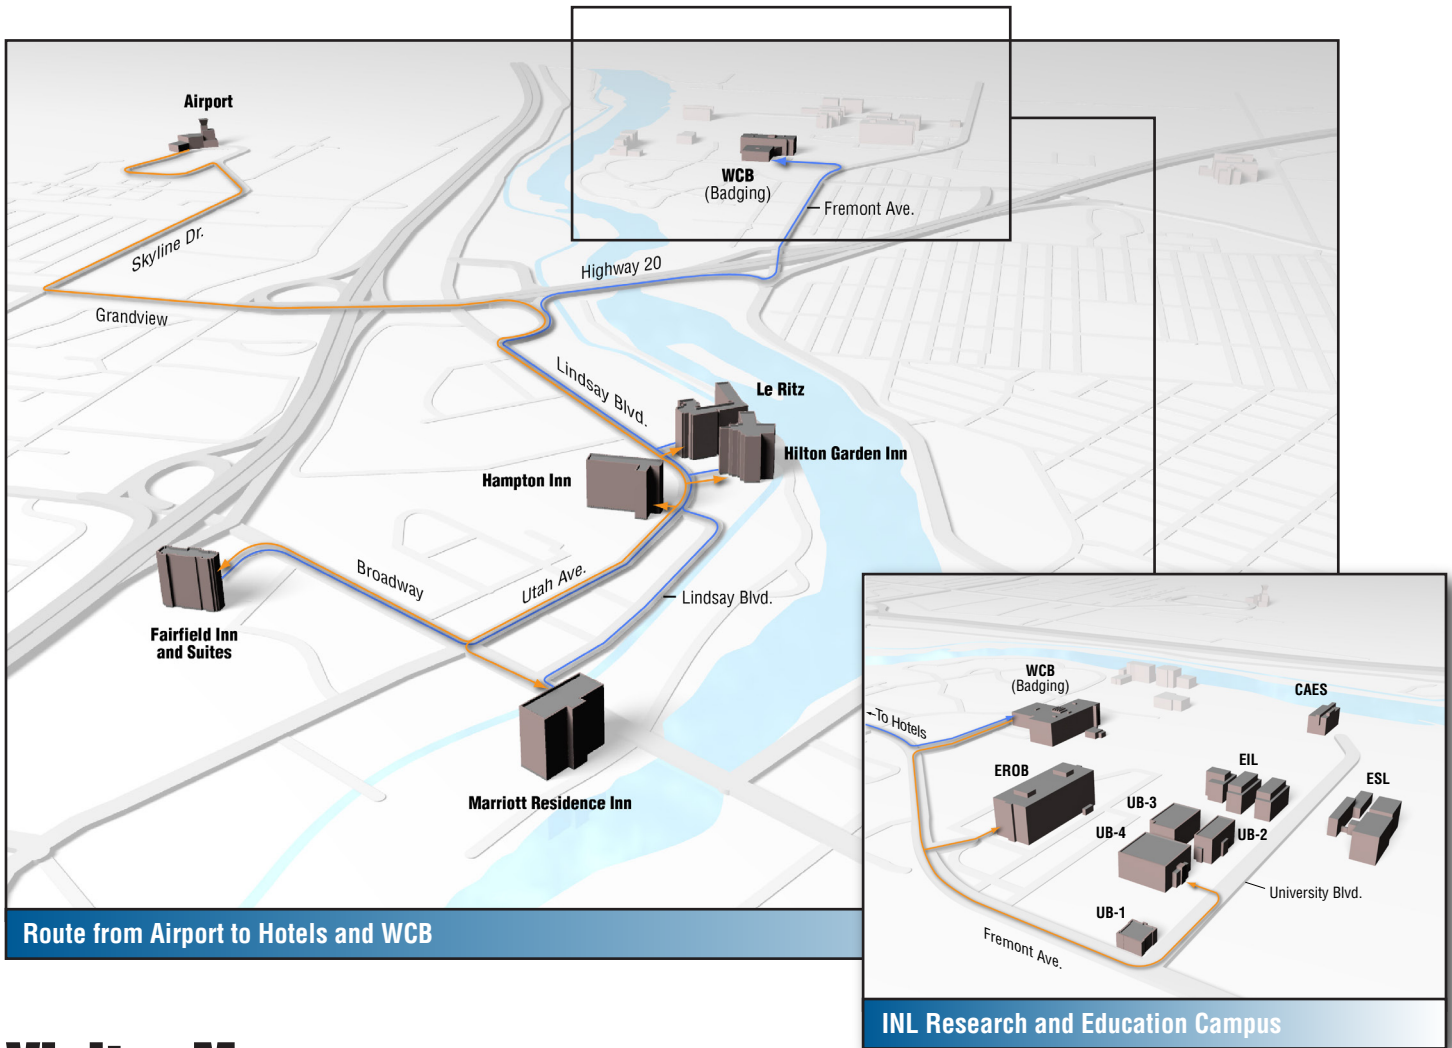 Airport
WCB
(Badging)
Fremont Ave.
Skyline Dr.
Highway 20
Grandview
Lindsay Blvd.
Le Ritz
Hilton Garden Inn
Hampton Inn
Broadway
Utah Ave.
Lindsay Blvd.
Fairfield Inn
and Suites
Marriott Residence Inn
Route from Airport to Hotels and WCB
WCB
(Badging)
CAES
To Hotels
EROB
EIL
ESL
UB-3
UB-4
UB-2
University Blvd.
UB-1
Fremont Ave.
INL Research and Education Campus